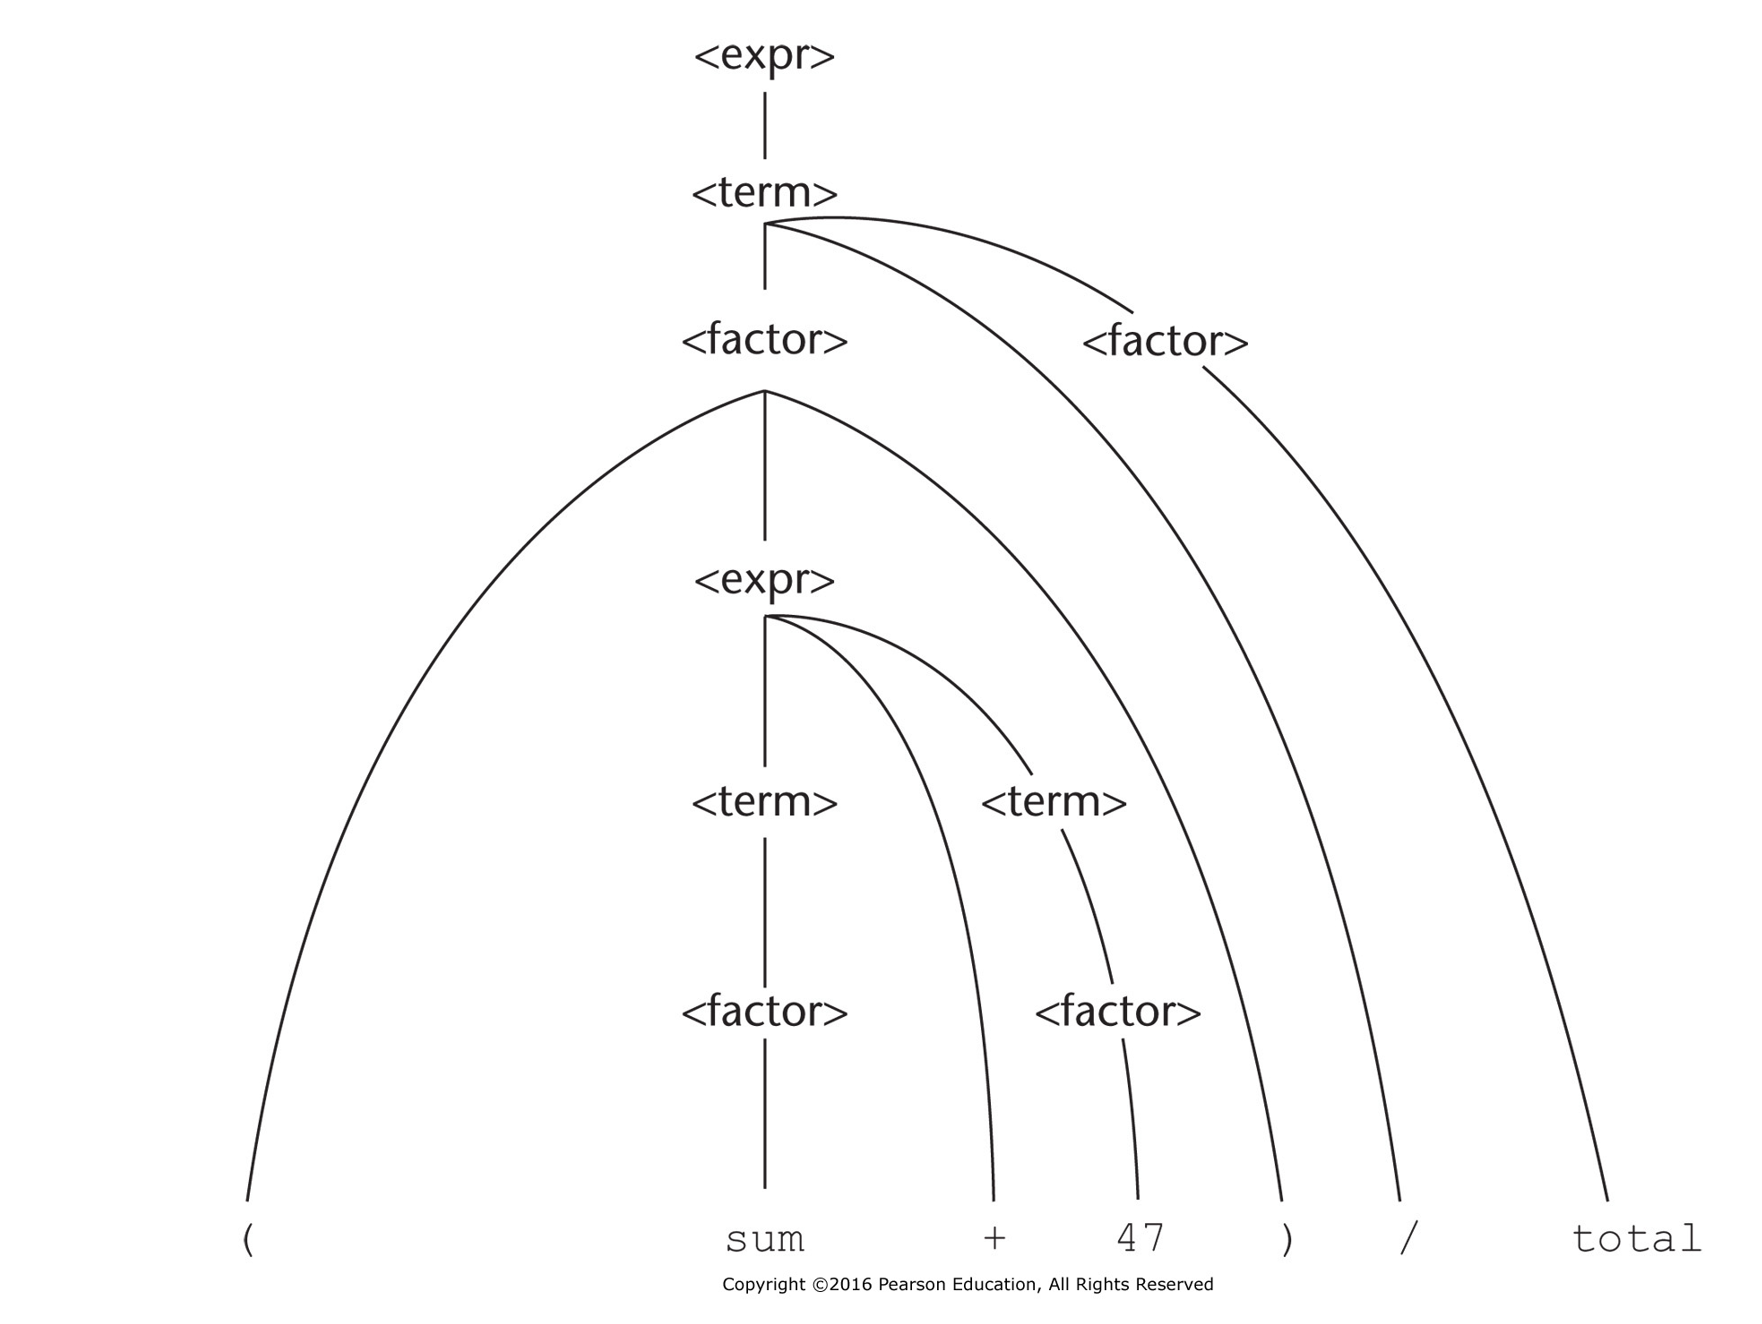 <expr>
<term>
<factor> <factor>
<expr>
<term> <term>
<factor> <factor>
( sum + 47 ) / total
Copyright ©2016 Pearson Education, All Rights Reserved